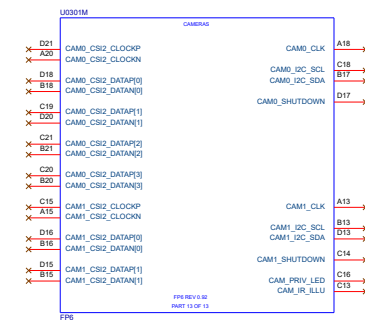 U0301M
CAMERAS
D21 CAM0_CSI2_CLOCKP CAM0_CLK A18
A20 CAM0_CSI2_CLOCKN
CAM0_I2C_SCL C18
D18 CAM0_CSI2_DATAP[0] CAM0_I2C_SDA B17
B18 CAM0_CSI2_DATAN[0]
CAM0_SHUTDOWN D17
C19 CAM0_CSI2_DATAP[1]
D20 CAM0_CSI2_DATAN[1]
C21 CAM0_CSI2_DATAP[2]
B21 CAM0_CSI2_DATAN[2]
C20 CAM0_CSI2_DATAP[3]
B20 CAM0_CSI2_DATAN[3]
C15 CAM1_CSI2_CLOCKP CAM1_CLK A13
A15 CAM1_CSI2_CLOCKN
CAM1_I2C_SCL B13
D16 CAM1_CSI2_DATAP[0] CAM1_I2C_SDA D13
B16 CAM1_CSI2_DATAN[0]
CAM1_SHUTDOWN C14
D15 CAM1_CSI2_DATAP[1]
B15 CAM1_CSI2_DATAN[1] CAM_PRIV_LED C16
CAM_IR_ILLU C13
FP6 REV 0.92
PART 13 OF 13
FP6